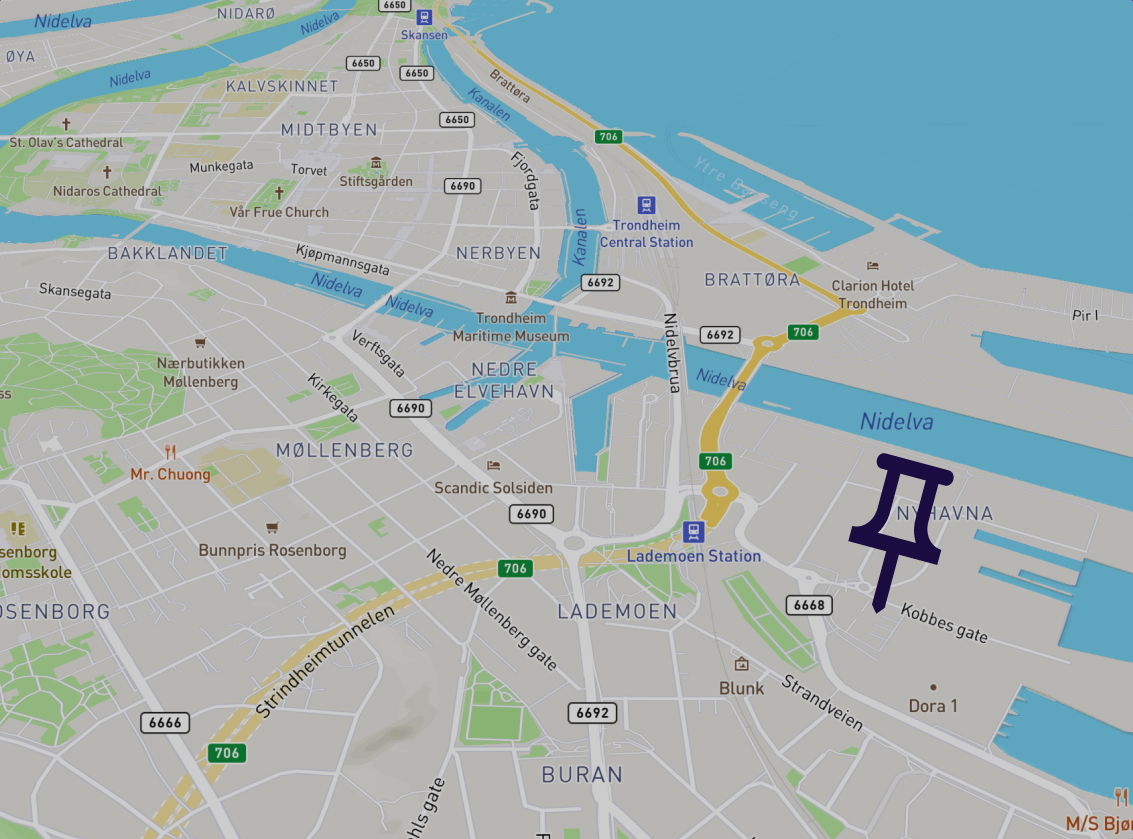 6650
Nidelva
NIDARØ
Nidelva
Skansen
ØYA
6650
6650
Nidelva
KALVSKINNET
Brattøra
Kanalen
6650
St. Olav's Cathedral
MIDTBYEN
706
Munkegata
Torvet
Stiftsgården
Fjordgata
Nidaros Cathedral
6690
Vår Frue Church
Kanalen
Trondheim
Central Station
BAKKLANDET
Kjøpmannsgata
NERBYEN
BRATTØRA
Clarion Hotel
Trondheim
Skansegata
Nidelva
Nidelva
6692
Pir I
Trondheim
Maritime Museum
Nidelvbrua
6692
706
Verftsgata
Nærbutikken
Møllenberg
Kirkegata
NEDRE
ELVEHAVN
Nidelva
ss
6690
Nidelva
MØLLENBERG
Mr. Chuong
706
Scandic Solsiden
6690
NYHAVNA
senborg
omsskole
Bunnpris Rosenborg
Lademoen Station
706
Nedre Møllenberg gate
OSENBORG
LADEMOEN
6668
Kobbes gate
Strindheimtunnelen
Blunk
Strandveien
Dora 1
6666
6692
706
BURAN
hls gate
M/S Bjør